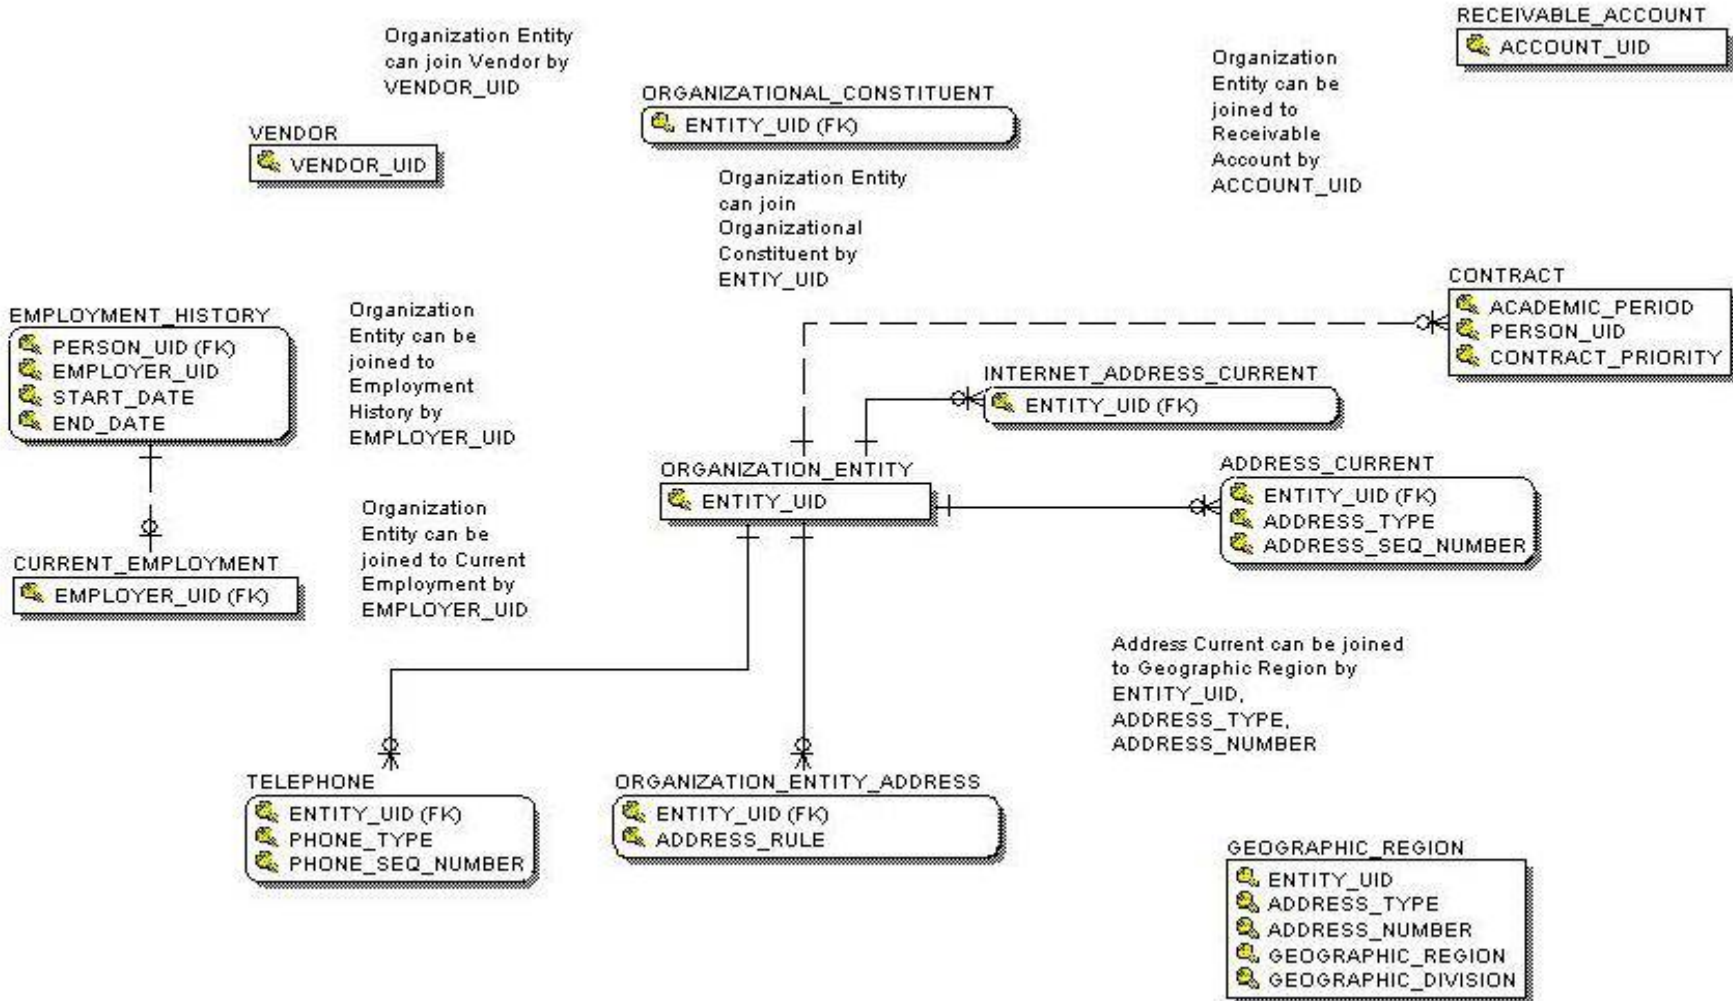 Organization Entity
can join Vendor by
VENDOR_UID
VENDOR
VENDOR_UID
ORGANIZATIONAL_CONSTITUENT
ENTITY_UID (FK)
Organization Entity
can join
Organizational
Constituent by
ENTIY_UID
Organization
Entity can be
joined to
Receivable
Account by
ACCOUNT_UID
RECEIVABLE_ACCOUNT
ACCOUNT_UID
EMPLOYMENT_HISTORY
PERSON_UID (FK)
EMPLOYER_UID
START_DATE
END_DATE
Organization
Entity can be
joined to
Employment
History by
EMPLOYER_UID
CONTRACT
ACADEMIC_PERIOD
PERSON_UID
CONTRACT_PRIORITY
INTERNET_ADDRESS_CURRENT
ENTITY_UID (FK)
ORGANIZATION_ENTITY
ENTITY_UID
ADDRESS_CURRENT
ENTITY_UID (FK)
ADDRESS_TYPE
ADDRESS_SEQ_NUMBER
CURRENT_EMPLOYMENT
EMPLOYER_UID (FK)
Organization
Entity can be
joined to Current
Employment by
EMPLOYER_UID
Address Current can be joined
to Geographic Region by
ENTITY_UID,
ADDRESS_TYPE,
ADDRESS_NUMBER
TELEPHONE
ENTITY_UID (FK)
PHONE_TYPE
PHONE_SEQ_NUMBER
ORGANIZATION_ENTITY_ADDRESS
ENTITY_UID (FK)
ADDRESS_RULE
GEOGRAPHIC_REGION
ENTITY_UID
ADDRESS_TYPE
ADDRESS_NUMBER
GEOGRAPHIC_REGION
GEOGRAPHIC_DIVISION